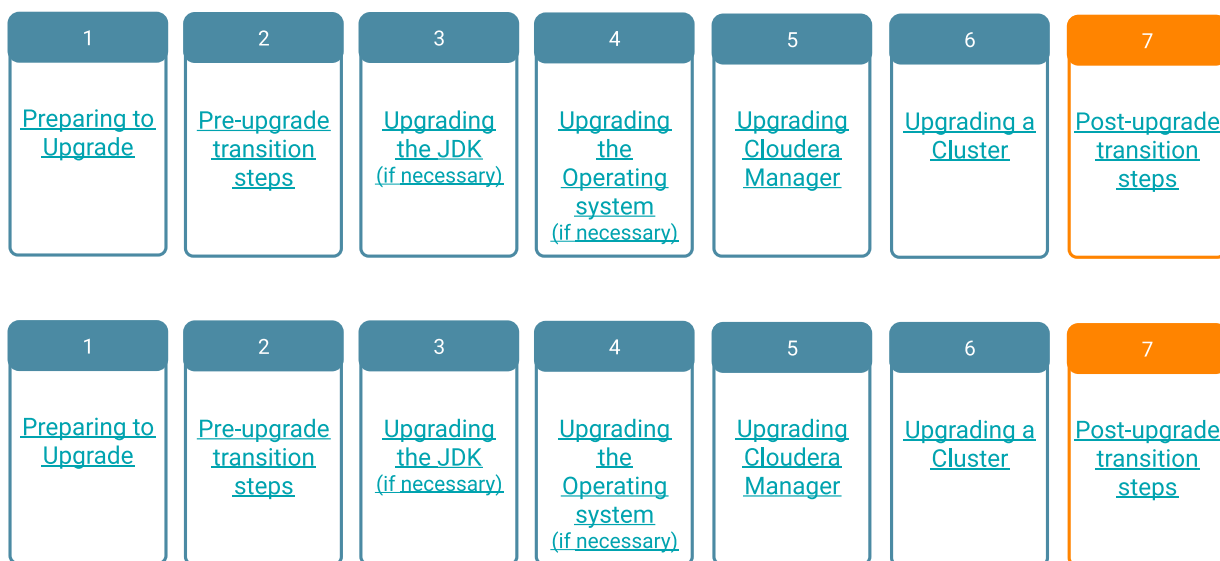 1 2 3 4 5 6 7
Preparing to
Upgrade
Pre-upgrade
transition
steps
Upgrading
the JDK
(if necessary)
Upgrading
the
Operating
system
(if necessary)
Upgrading
Cloudera
Manager
Upgrading a
Cluster
Post-upgrade
transition
steps
1 2 3 4 5 6 7
Preparing to
Upgrade
Pre-upgrade
transition
steps
Upgrading
the JDK
(if necessary)
Upgrading
the
Operating
system
(if necessary)
Upgrading
Cloudera
Manager
Upgrading a
Cluster
Post-upgrade
transition
steps